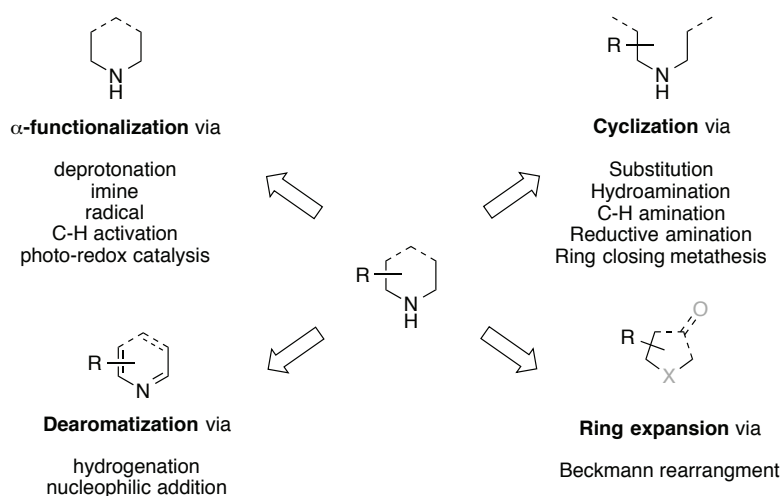 N
H
α-functionalization via
deprotonation
imine
radical
C-H activation
photo-redox catalysis
R
N
H
Cyclization via
Substitution
Hydroamination
C-H amination
Reductive amination
Ring closing metathesis
R
N
H
R
N
Dearomatization via
hydrogenation
nucleophilic addition
O
R
X
Ring expansion via
Beckmann rearrangment